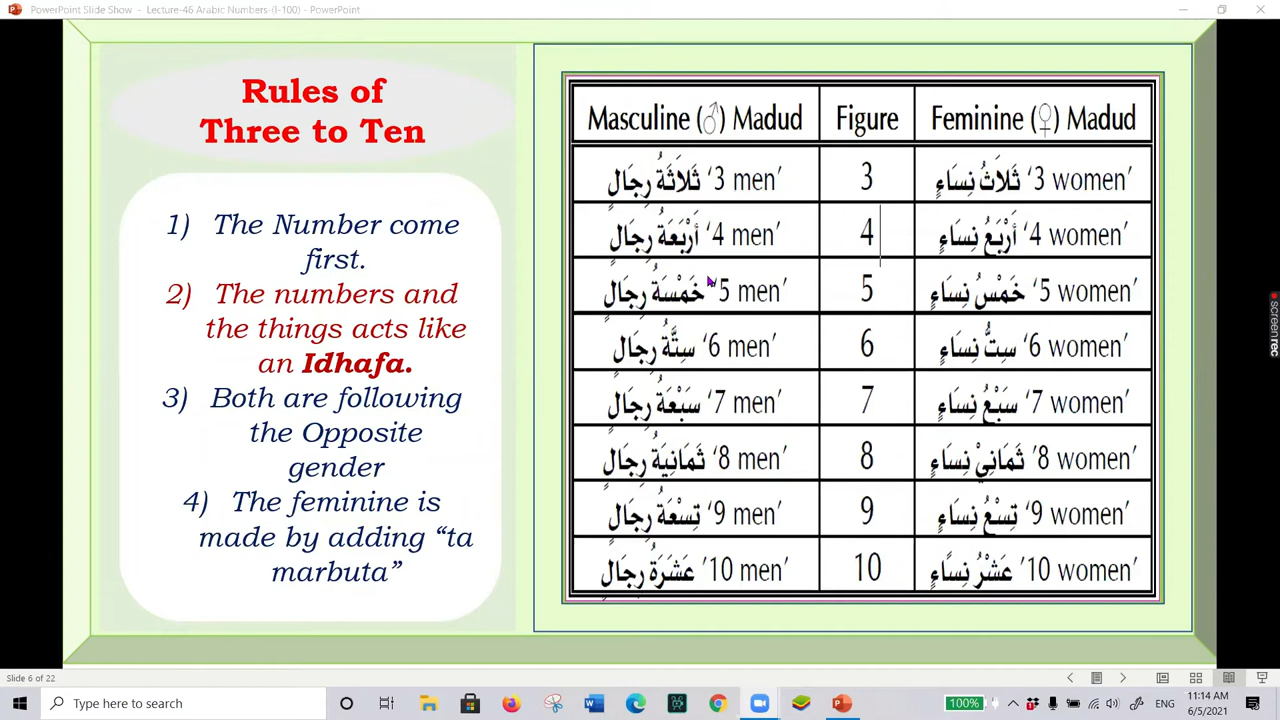 PowerPoint Slide Show - Lecture-46 Arabic Numbers-(I-100) - PowerPoint
Rules of
Three to Ten
1) The Number come
first.
2) The numbers and
the things acts like
an Idhafa.
3) Both are following
the Opposite
gender
4) The feminine is
made by adding “ta
marbuta”
Masculine (♂) Madud Figure Feminine (♀) Madud
ثَلاَثَةُ رِجَالٍ ‘3 men’ 3 ثَلاَثُ نِسَاءٍ ‘3 women’
أَرْبَعَةُ رِجَالٍ ‘4 men’ 4 أَرْبَعُ نِسَاءٍ ‘4 women’
خَمْسَةُ رِجَالٍ ‘5 men’ 5 خَمْسُ نِسَاءٍ ‘5 women’
سِتَّةُ رِجَالٍ ‘6 men’ 6 سِتُّ نِسَاءٍ ‘6 women’
سَبْعَةُ رِجَالٍ ‘7 men’ 7 سَبْعُ نِسَاءٍ ‘7 women’
ثَمَانِيَةُ رِجَالٍ ‘8 men’ 8 ثَمَانِيْ نِسَاءٍ ‘8 women’
تِسْعَةُ رِجَالٍ ‘9 men’ 9 تِسْعُ نِسَاءٍ ‘9 women’
عَشَرَةُ رِجَالٍ ‘10 men’ 10 عَشْرُ نِسَاءٍ ‘10 women’
screenrec
Slide 6 of 22
Type here to search
100%
ENG
11:14 AM
6/5/2021